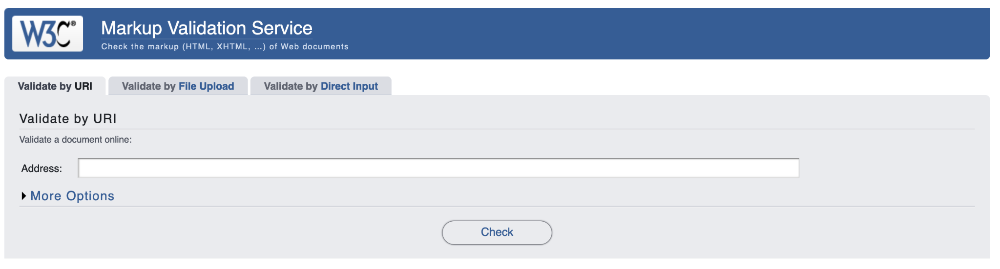 W3C®
Markup Validation Service
Check the markup (HTML, XHTML, ...) of Web documents
Validate by URI
Validate by File Upload
Validate by Direct Input
Validate by URI
Validate a document online:
Address:
More Options
Check